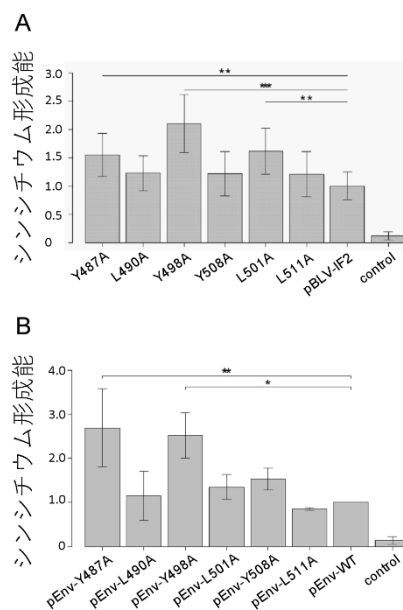 A
シンシチウム形成能
3.0
2.5
2.0
1.5
1.0
0.5
0
**
***
**
Y487A
L490A
Y498A
Y508A
L501A
L511A
pBLV-IF2
control
B
シンシチウム形成能
4.0
3.0
2.0
1.0
0
**
*
pEnv-Y487A
pEnv-L490A
pEnv-Y498A
pEnv-L501A
pEnv-Y508A
pEnv-L511A
pEnv-WT
control